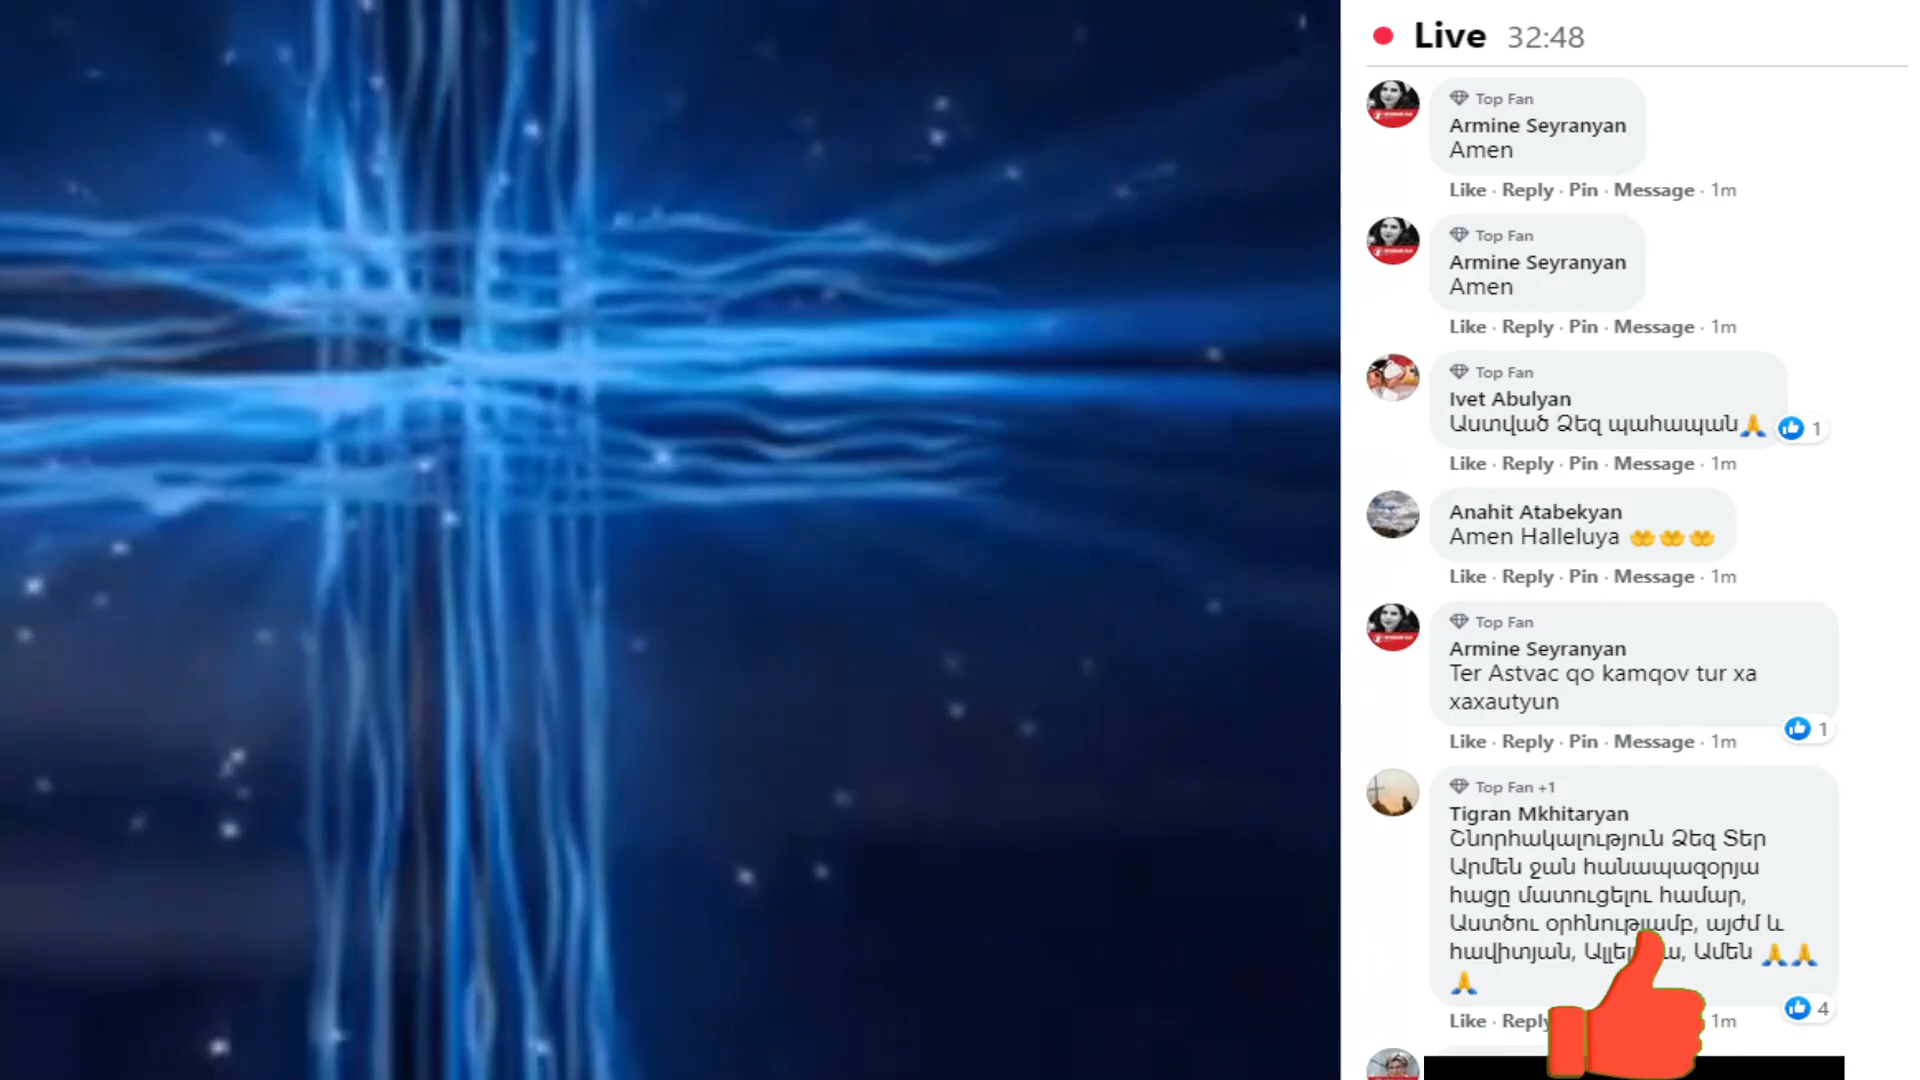 Live 32:48
Top Fan
Armine Seyranyan
Amen
Like · Reply · Pin · Message · 1m
Top Fan
Armine Seyranyan
Amen
Like · Reply · Pin · Message · 1m
Top Fan
Ivet Abulyan
Աստված Ձեզ պահապան🙏 1
Like · Reply · Pin · Message · 1m
Anahit Atabekyan
Amen Halleluya 🤲🤲🤲
Like · Reply · Pin · Message · 1m
Top Fan
Armine Seyranyan
Ter Astvac qo kamqov tur xa
xaxautyun
1
Like · Reply · Pin · Message · 1m
Top Fan +1
Tigran Mkhitaryan
Շնորհակալություն Ձեզ Տեր
Արմեն ջան հանապազօրյա
հացը մատուցելու համար,
Աստծու օրհնությամբ, այժմ և
հավիտյան, Ամեն 🙏🙏
🙏
4
Like · Reply 1m